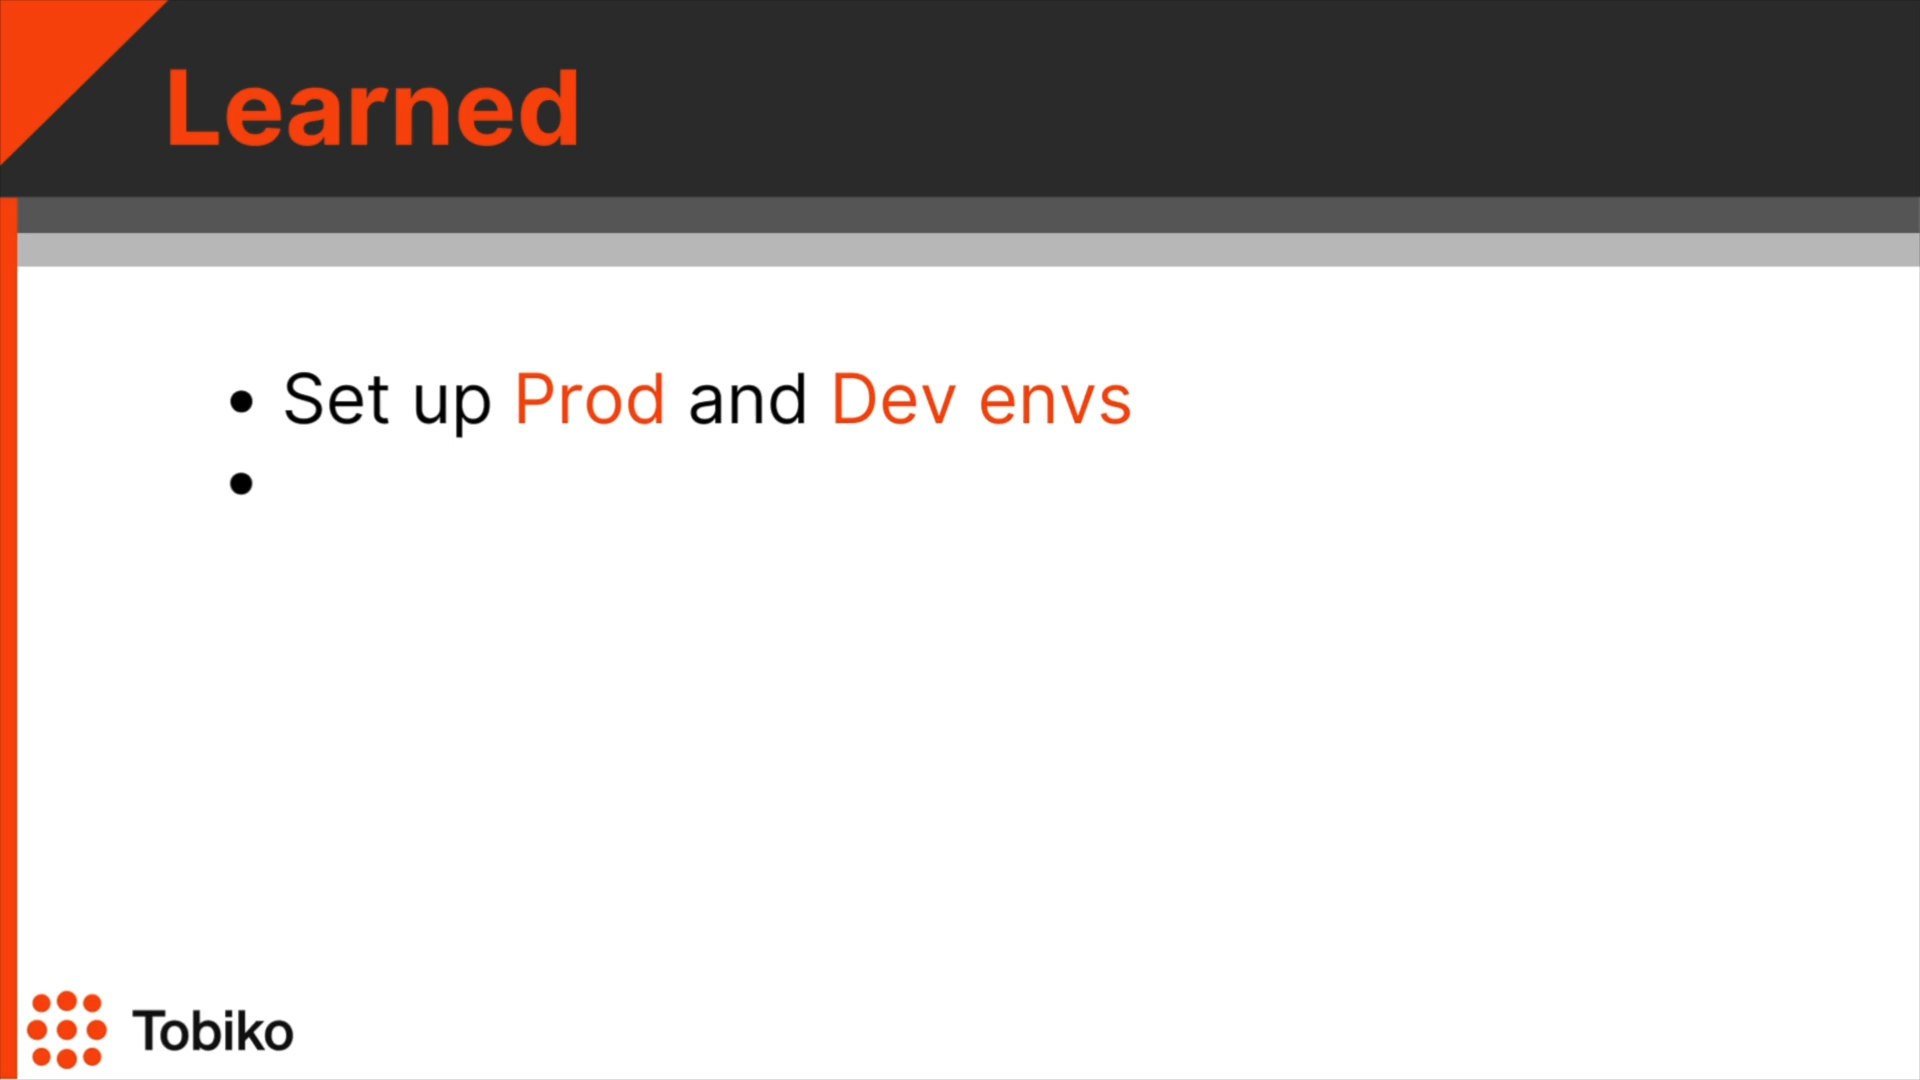 Learned
• Set up Prod and Dev envs
•
Tobiko